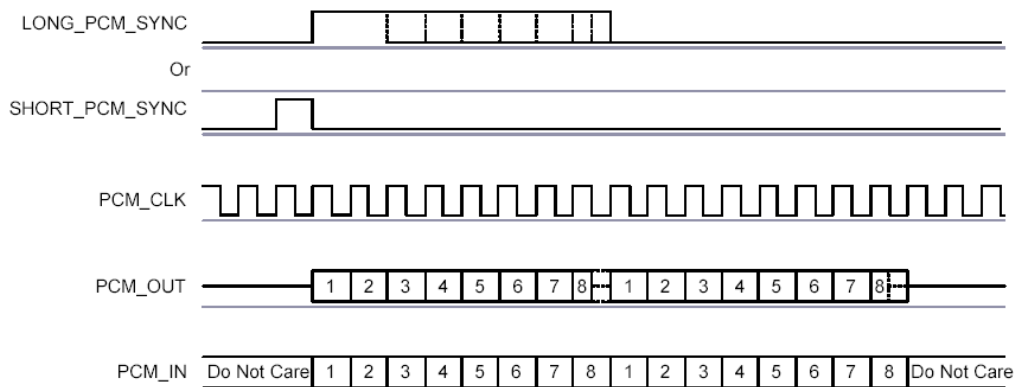 LONG_PCM_SYNC
Or
SHORT_PCM_SYNC
PCM_CLK
PCM_OUT 1 2 3 4 5 6 7 8 1 2 3 4 5 6 7 8
PCM_IN Do Not Care 1 2 3 4 5 6 7 8 1 2 3 4 5 6 7 8 Do Not Care